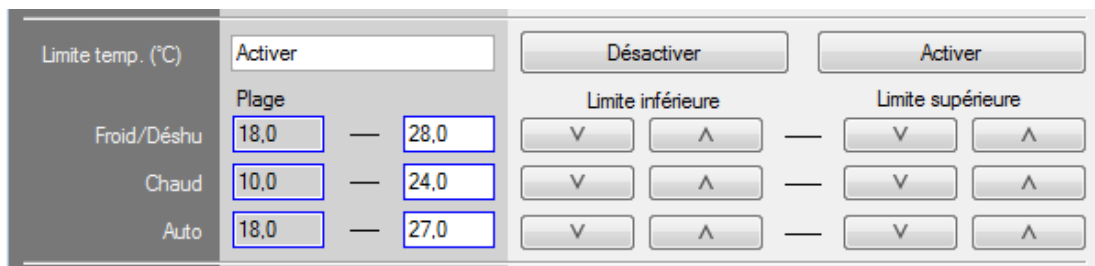 Limite temp. (°C) Activer Désactiver Activer
Plage Limite inférieure Limite supérieure
Froid/Déshu 18,0 — 28,0 V Λ — V Λ
Chaud 10,0 — 24,0 V Λ — V Λ
Auto 18,0 — 27,0 V Λ — V Λ